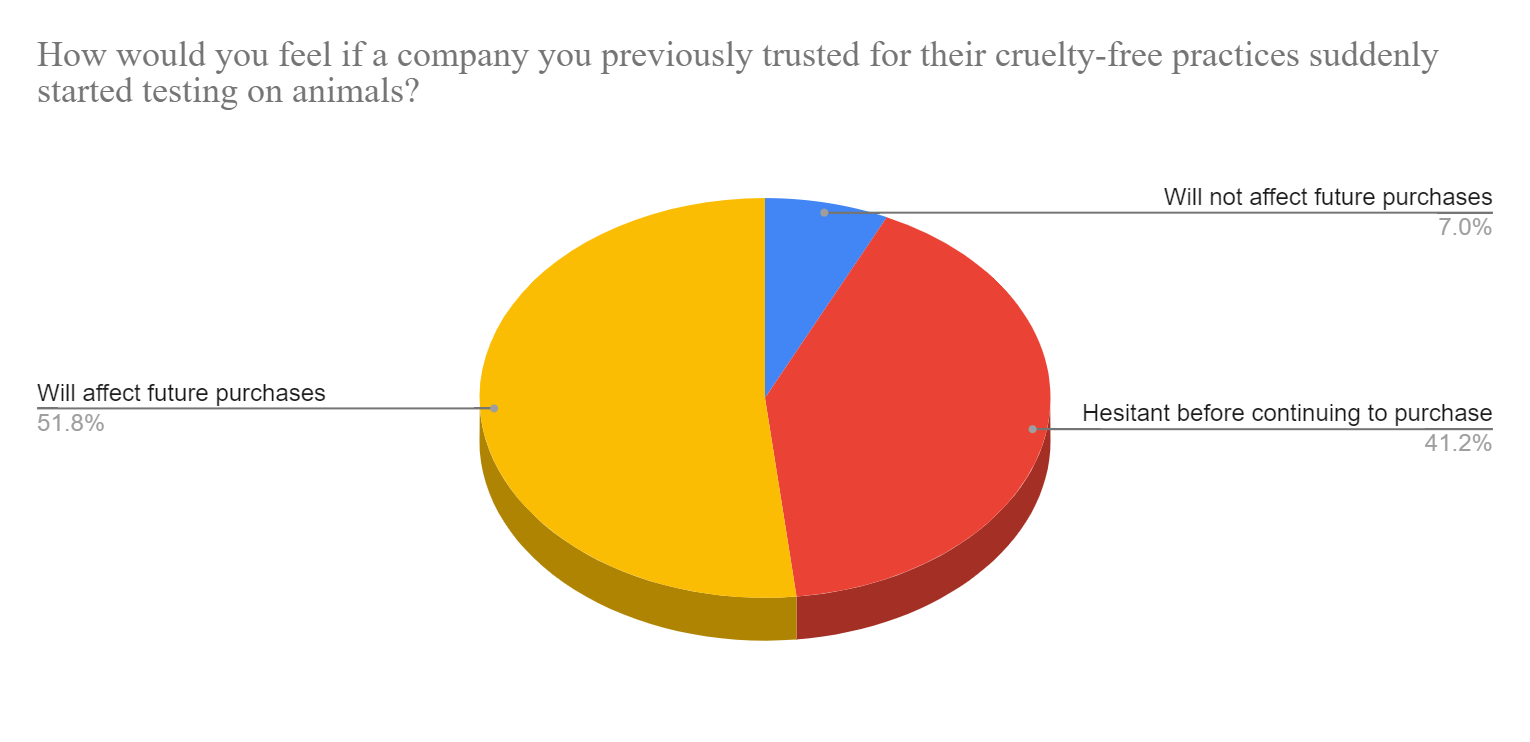 How would you feel if a company you previously trusted for their cruelty-free practices suddenly
started testing on animals?
Will not affect future purchases
7.0%
Will affect future purchases
51.8%
Hesitant before continuing to purchase
41.2%